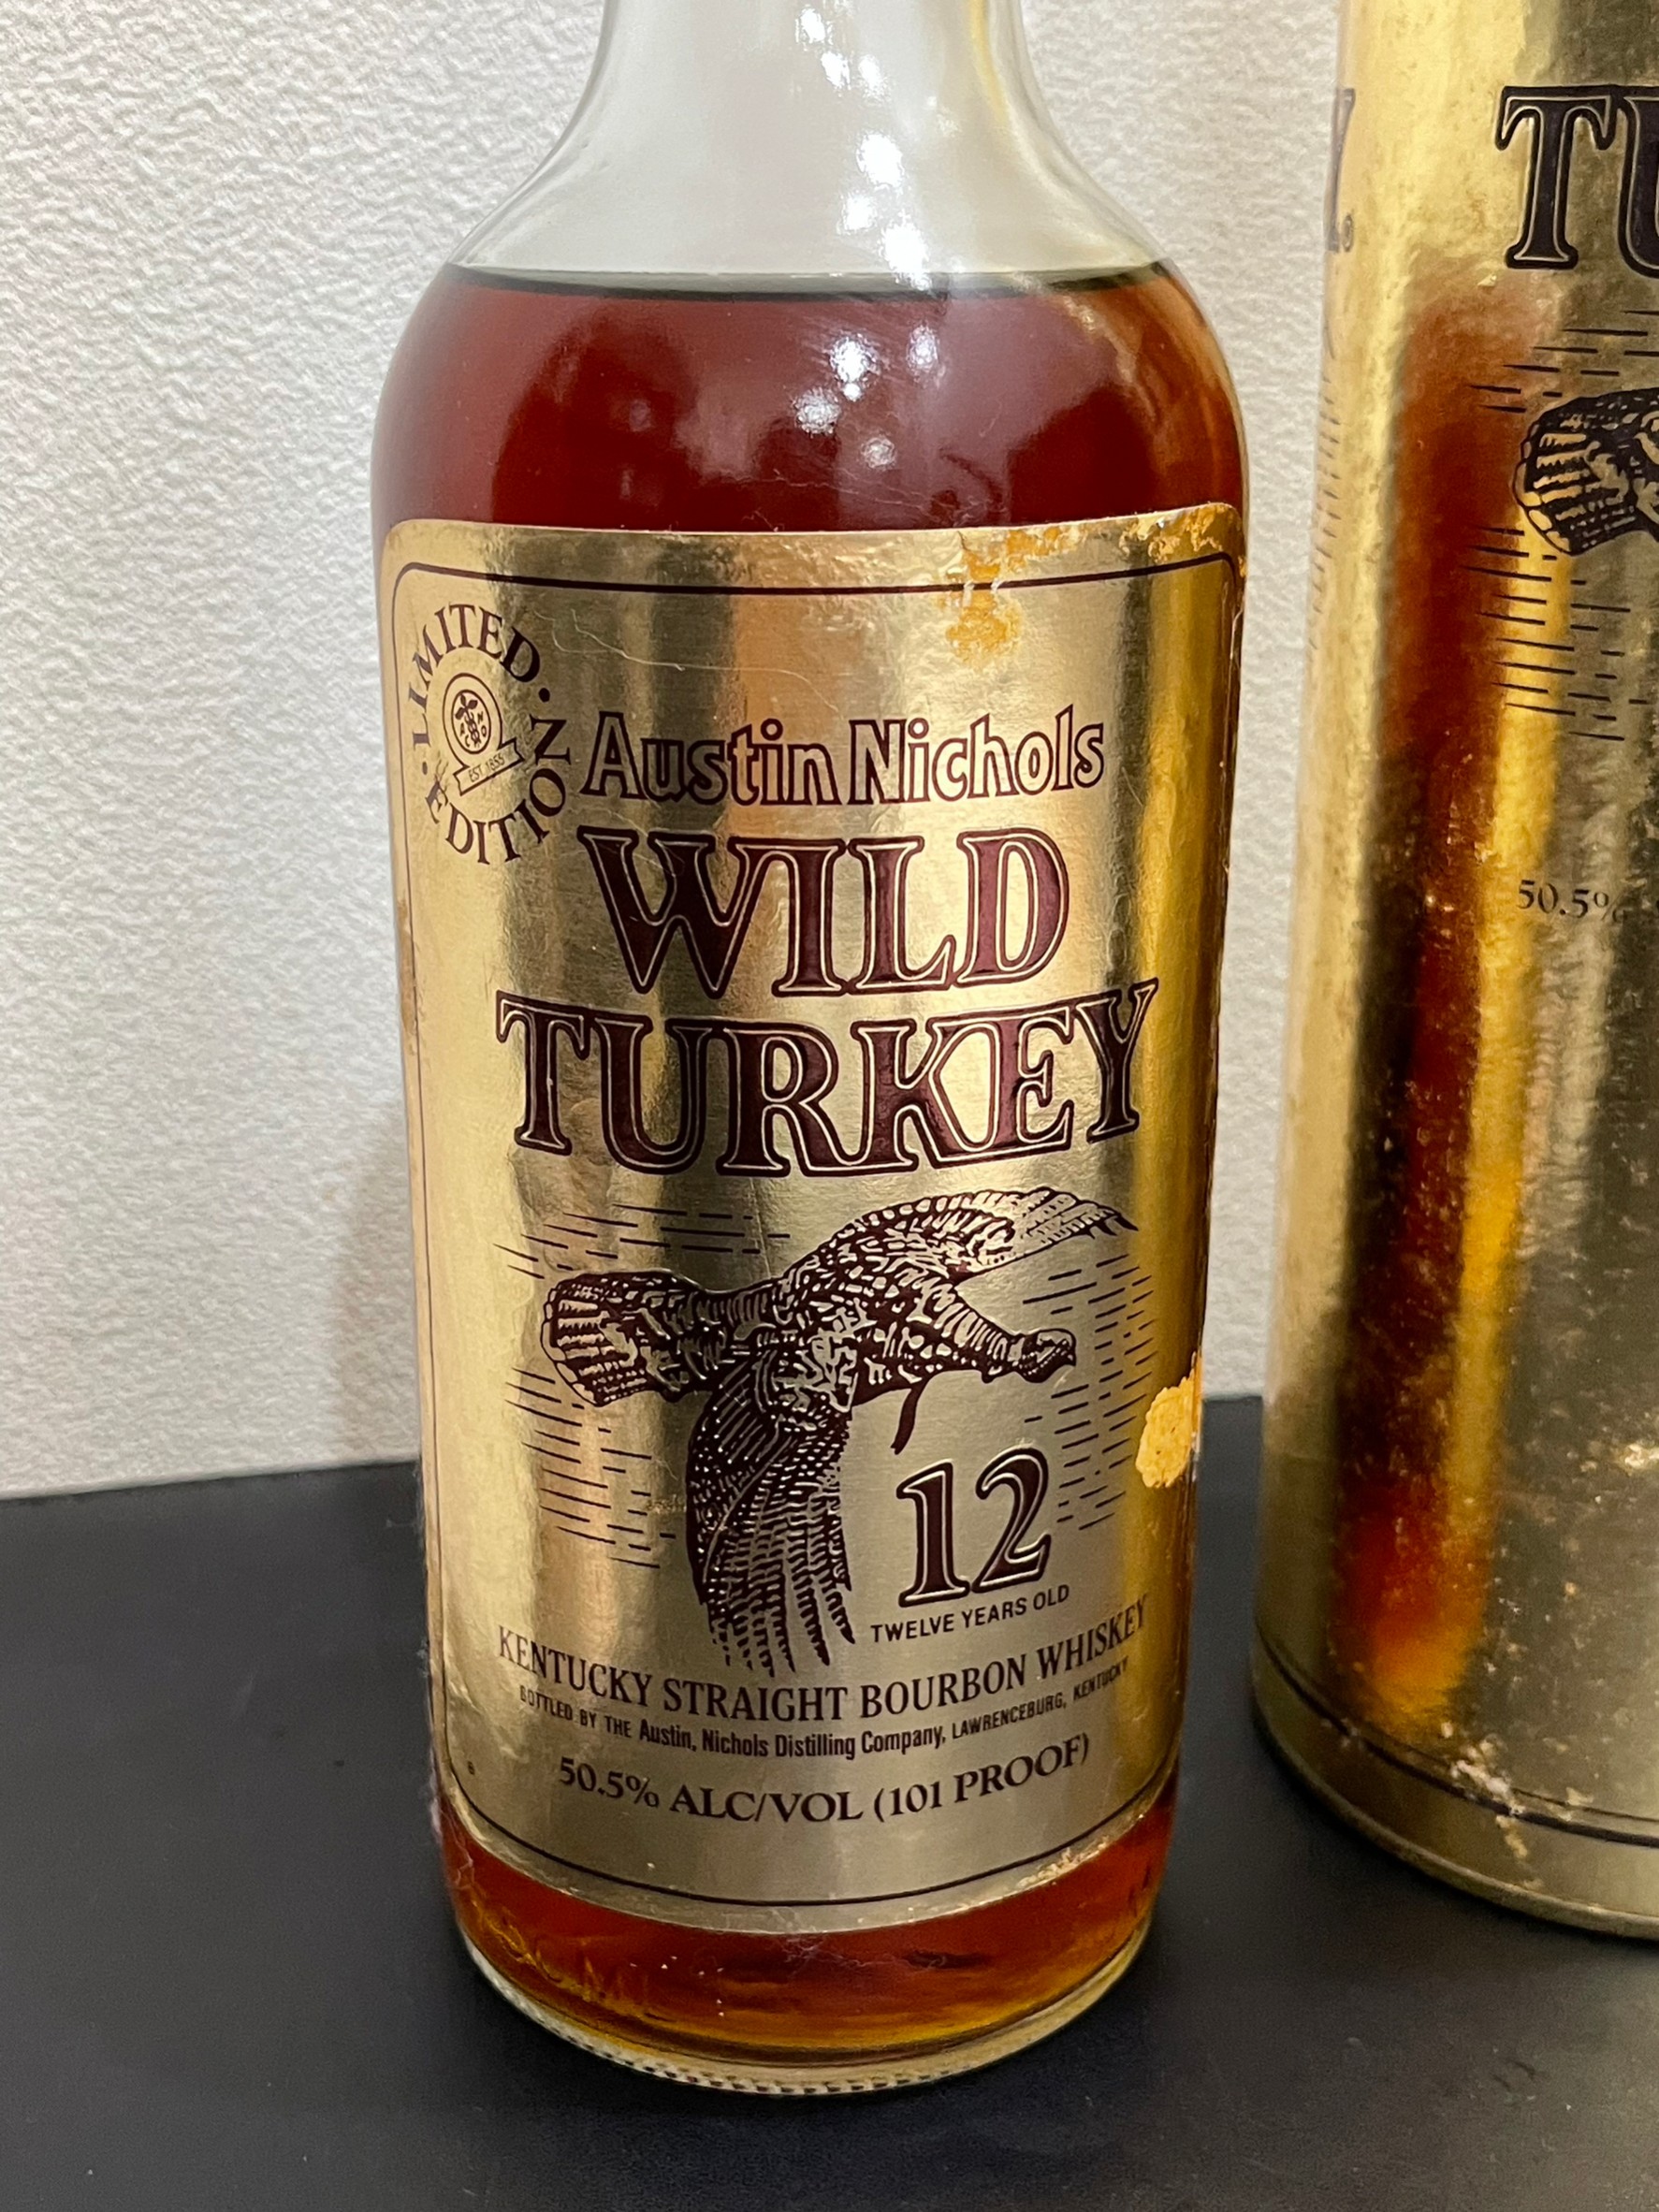 LIMITED · EDITION
EST. 1855
Austin Nichols
WILD
TURKEY
12
TWELVE YEARS OLD
KENTUCKY STRAIGHT BOURBON WHISKEY
BOTTLED BY THE Austin, Nichols Distilling Company, LAWRENCEBURG, KENTUCKY
50.5% ALC/VOL (101 PROOF)
Y.
TU
50.5%